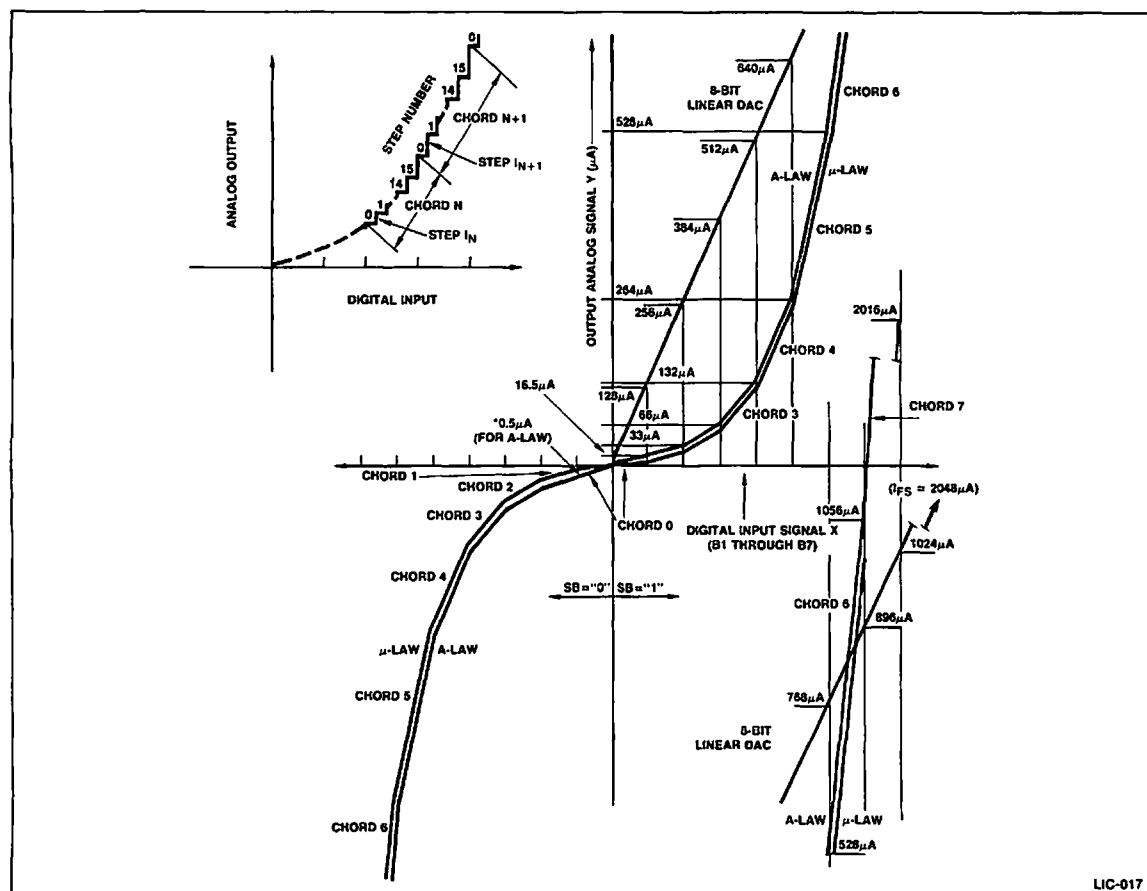 0
15
14
STEP NUMBER
CHORD N+1
1
0
STEP I N+1
15
14
CHORD N
1
0
STEP I N
ANALOG OUTPUT
DIGITAL INPUT
OUTPUT ANALOG SIGNAL Y (μA)
640μA
8-BIT
LINEAR DAC
CHORD 6
528μA
512μA
A-LAW
μ-LAW
384μA
CHORD 5
264μA
256μA
2016μA
CHORD 4
132μA
16.5μA
128μA
66μA
CHORD 3
CHORD 7
*0.5μA
(FOR A-LAW)
33μA
CHORD 1
CHORD 2
CHORD 3
CHORD 0
DIGITAL INPUT SIGNAL X
(B1 THROUGH B7)
(IFS = 2048μA)
1056μA
1024μA
CHORD 4
SB="0"
SB="1"
CHORD 6
896μA
μ-LAW
A-LAW
CHORD 5
768μA
8-BIT
LINEAR DAC
CHORD 6
A-LAW
μ-LAW
528μA
LIC-017